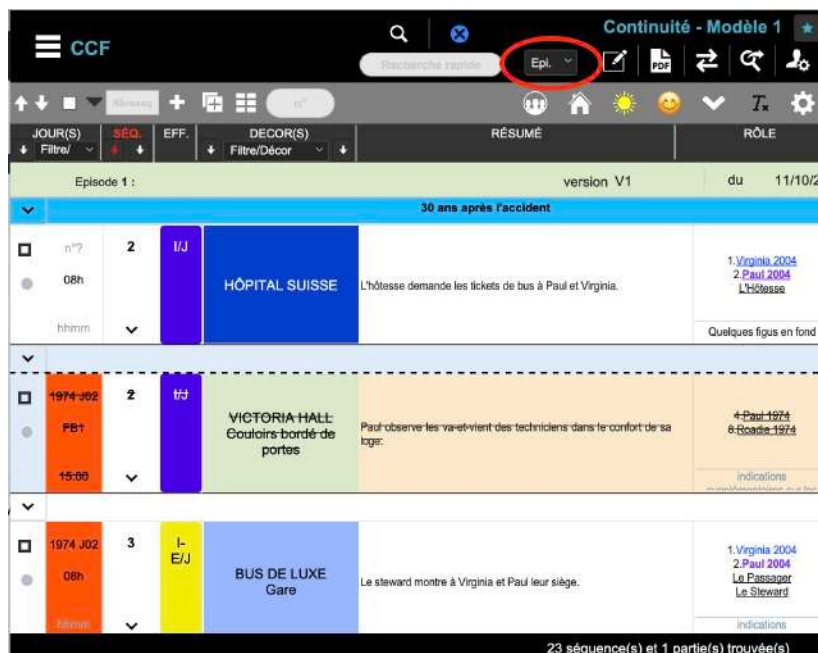 CCF
Continuité - Modèle 1
Recherche rapide
Epi.
PDF
n°
JOUR(S)
SÉQ.
EFF.
DECOR(S)
RÉSUMÉ
RÔLE
Filtre/
Filtre/Décor
Episode 1 :
version V1
du
11/10/2
30 ans après l'accident
n°?
2
I/J
08h
HÔPITAL SUISSE
L'hôtesse demande les tickets de bus à Paul et Virginia.
1.Virginia 2004
2.Paul 2004
L'Hôtesse
hhmm
Quelques figus en fond
1974 J02
2
I/J
FB1
VICTORIA HALL
Couloirs bordé de
portes
Paul observe les va-et-vient des techniciens dans le confort de sa
loge.
4.Paul 1974
8.Roadie 1974
15:00
indications
supplémentaires sur les
1974 J02
3
I-
E/J
08h
BUS DE LUXE
Gare
Le steward montre à Virginia et Paul leur siège.
1.Virginia 2004
2.Paul 2004
Le Passager
Le Steward
hhmm
indications
23 séquence(s) et 1 partie(s) trouvée(s)